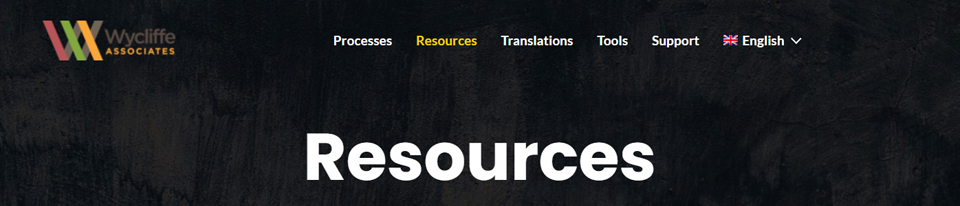 Wycliffe
ASSOCIATES
Processes Resources Translations Tools Support English
Resources